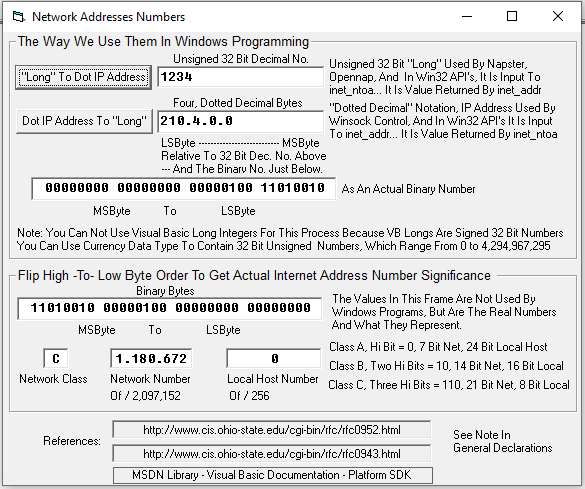 Network Addresses Numbers
The Way We Use Them In Windows Programming
Unsigned 32 Bit Decimal No.
"Long" To Dot IP Address
1234
Unsigned 32 Bit "Long" Used By Napster,
Opennap, And In Win32 API's, It Is Input To
inet_ntoa... It Is Value Returned By inet_addr
Four, Dotted Decimal Bytes
Dot IP Address To "Long"
210.4.0.0
"Dotted Decimal" Notation, IP Address Used By
Winsock Control, And In Win32 API's It Is Input
To inet_addr... It Is Value Returned By inet_ntoa
LSByte -------------------------- MSByte
Relative To 32 Bit Dec. No. Above
--- And The Binary No. Just Below.
00000000 00000000 00000100 11010010
As An Actual Binary Number
MSByte To LSByte
Note: You Can Not Use Visual Basic Long Integers For This Process Because VB Longs Are Signed 32 Bit Numbers
You Can Use Currency Data Type To Contain 32 Bit Unsigned Numbers, Which Range From 0 to 4,294,967,295
Flip High -To- Low Byte Order To Get Actual Internet Address Number Significance
Binary Bytes
11010010 00000100 00000000 00000000
MSByte To LSByte
The Values In This Frame Are Not Used By
Windows Programs, But Are The Real Numbers
And What They Represent.
C
1.180.672
0
Network Class
Network Number
Of / 2,097,152
Local Host Number
Of / 256
Class A, Hi Bit = 0, 7 Bit Net, 24 Bit Local Host
Class B, Two Hi Bits = 10, 14 Bit Net, 16 Bit Local
Class C, Three Hi Bits = 110, 21 Bit Net, 8 Bit Local
References:
http://www.cis.ohio-state.edu/cgi-bin/rfc/rfc0952.html
http://www.cis.ohio-state.edu/cgi-bin/rfc/rfc0943.html
MSDN Library - Visual Basic Documentation - Platform SDK
See Note In
General Declarations